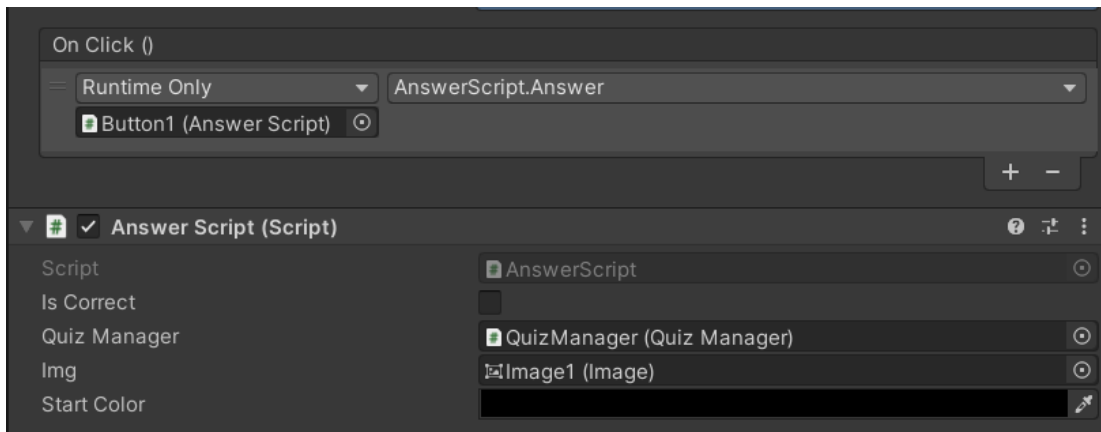 On Click ()
Runtime Only AnswerScript.Answer
Button1 (Answer Script)
Answer Script (Script)
Script AnswerScript
Is Correct
Quiz Manager QuizManager (Quiz Manager)
Img Image1 (Image)
Start Color